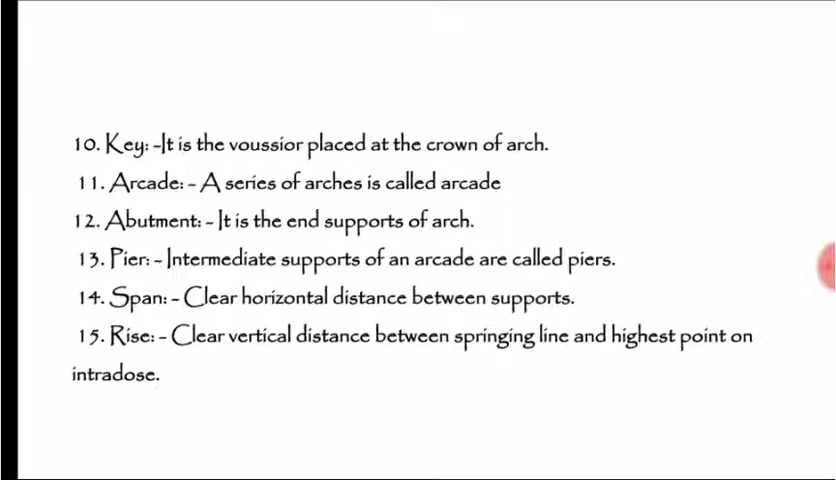 10. Key: -It is the voussior placed at the crown of arch.
11. Arcade: - A series of arches is called arcade
12. Abutment: - It is the end supports of arch.
13. Pier: - Intermediate supports of an arcade are called piers.
14. Span: - Clear horizontal distance between supports.
15. Rise: - Clear vertical distance between springing line and highest point on
intradose.